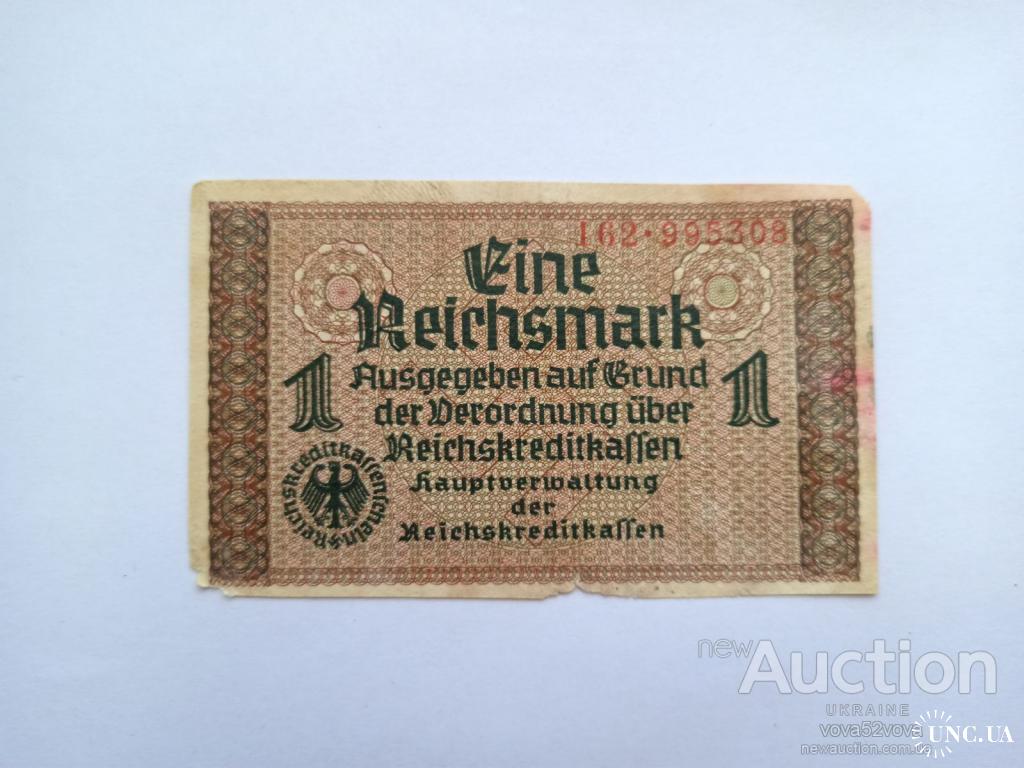 162·995308
Eine
Reichsmark
1 Ausgegeben auf Grund 1
der Verordnung über
Reichskreditkassen
Hauptverwaltung
der
Reichskreditkassen
Reichskreditkassenschein
new Auction
UKRAINE
vova52vova
newauction.com.ua
UNC.UA